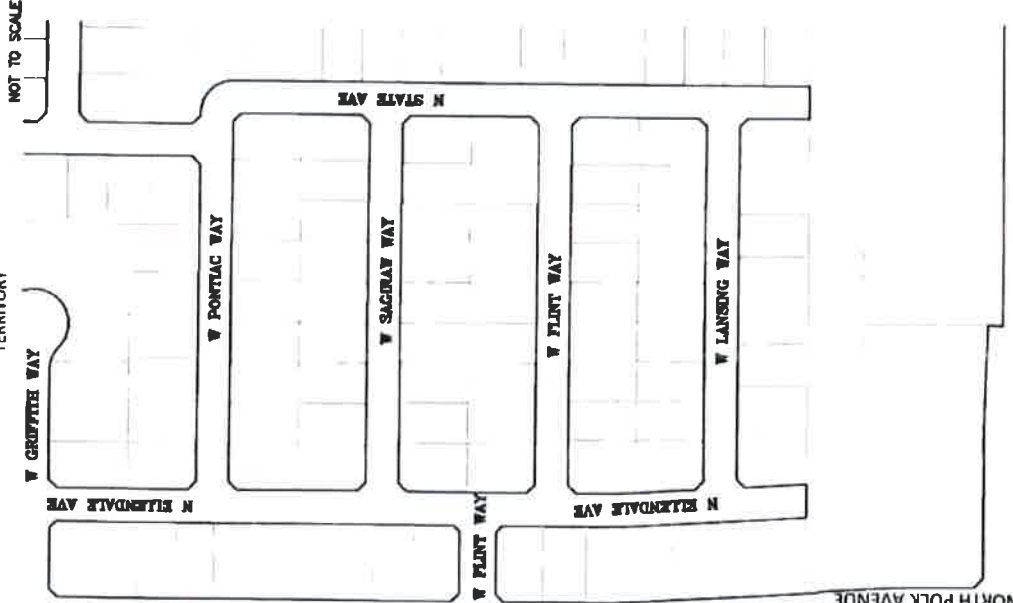 NOT TO SCALE
TERRITORY
N STATE AVE
W PONTIAC WAY
W SAGINAW WAY
W FLINT WAY
W LANSING WAY
W GRIFFITH WAY
N ELLENDALE AVE
N ELLENDALE AVE
W FLINT WAY
NORTH POLK AVENUE